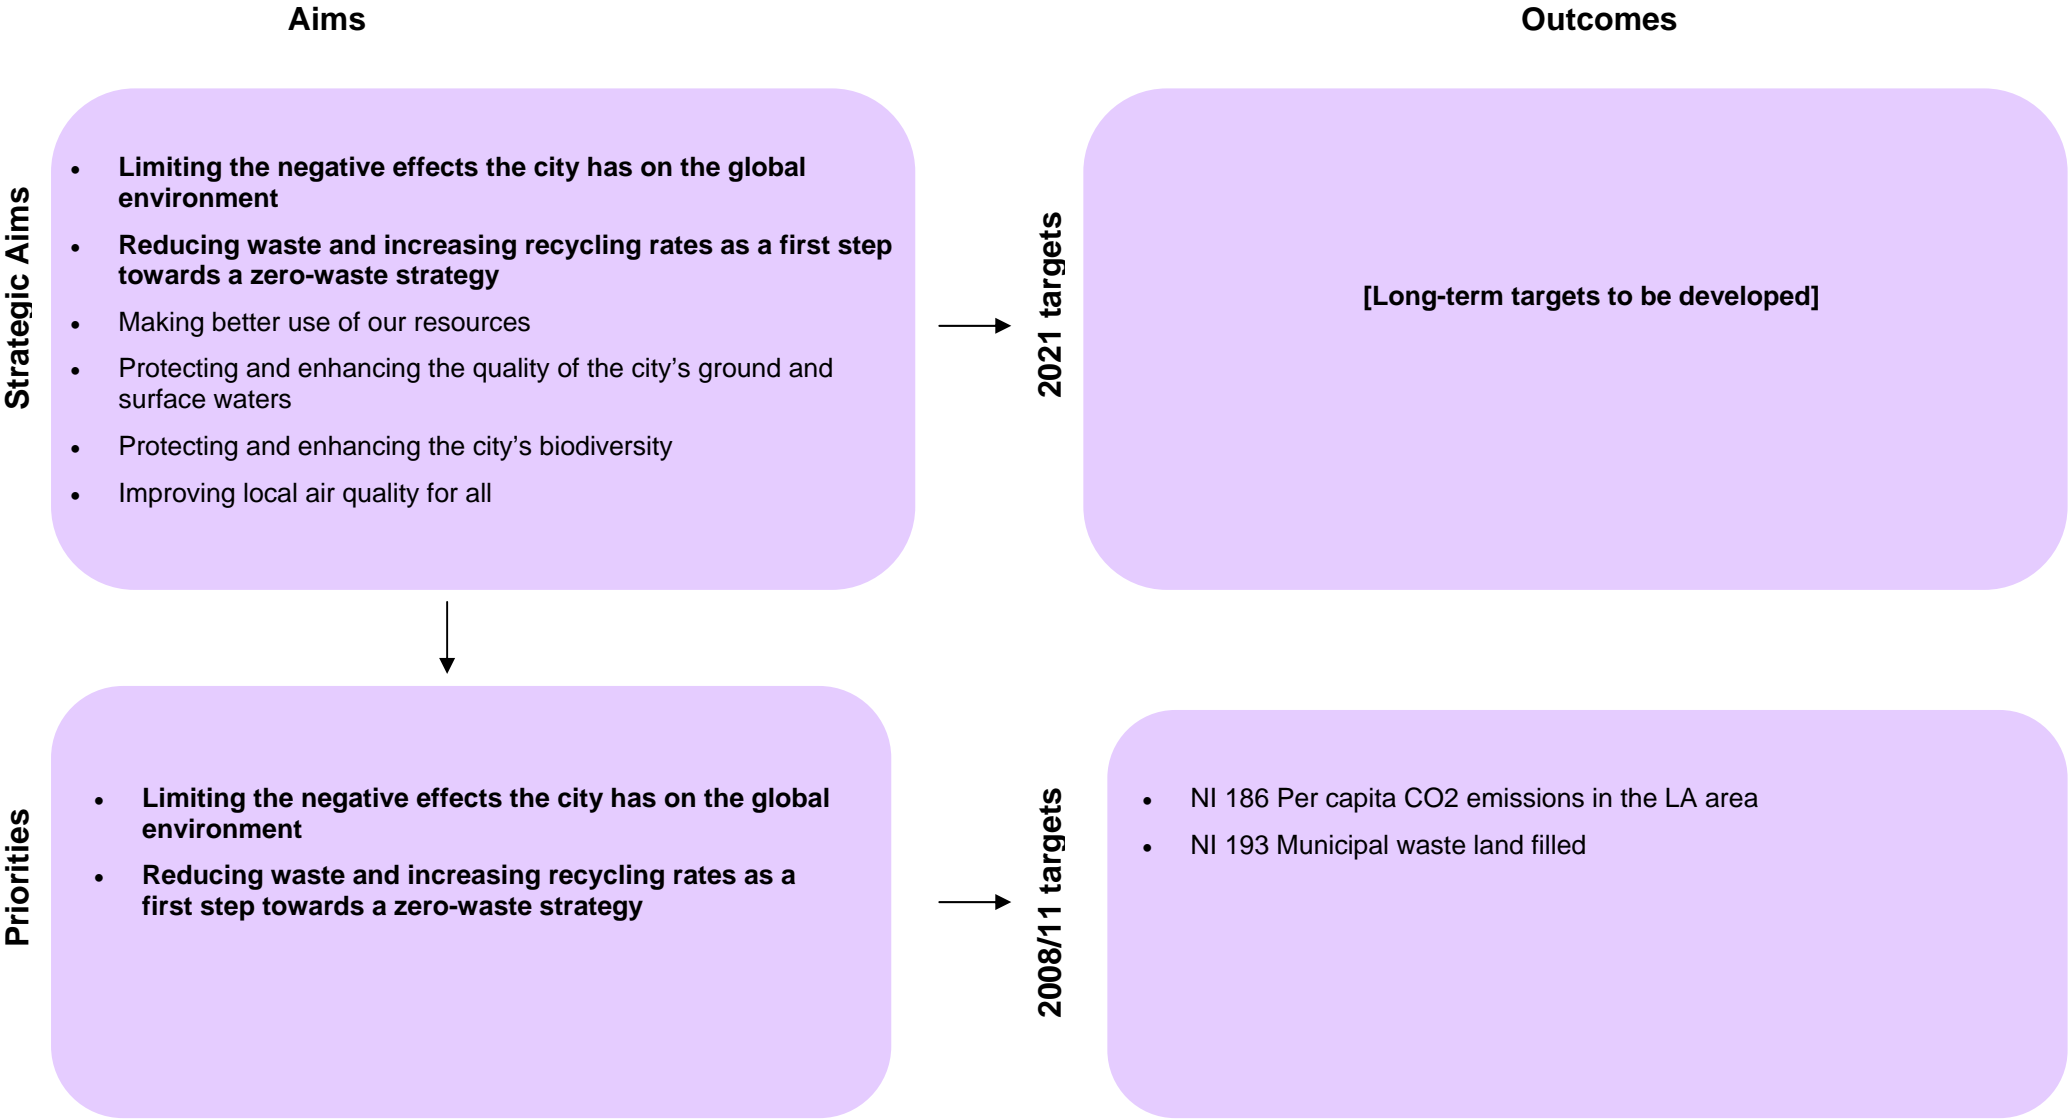 Aims
Outcomes
Strategic Aims
• Limiting the negative effects the city has on the global
environment
• Reducing waste and increasing recycling rates as a first step
towards a zero-waste strategy
• Making better use of our resources
• Protecting and enhancing the quality of the city’s ground and
surface waters
• Protecting and enhancing the city’s biodiversity
• Improving local air quality for all
2021 targets
[Long-term targets to be developed]
Priorities
• Limiting the negative effects the city has on the global
environment
• Reducing waste and increasing recycling rates as a
first step towards a zero-waste strategy
2008/11 targets
• NI 186 Per capita CO2 emissions in the LA area
• NI 193 Municipal waste land filled